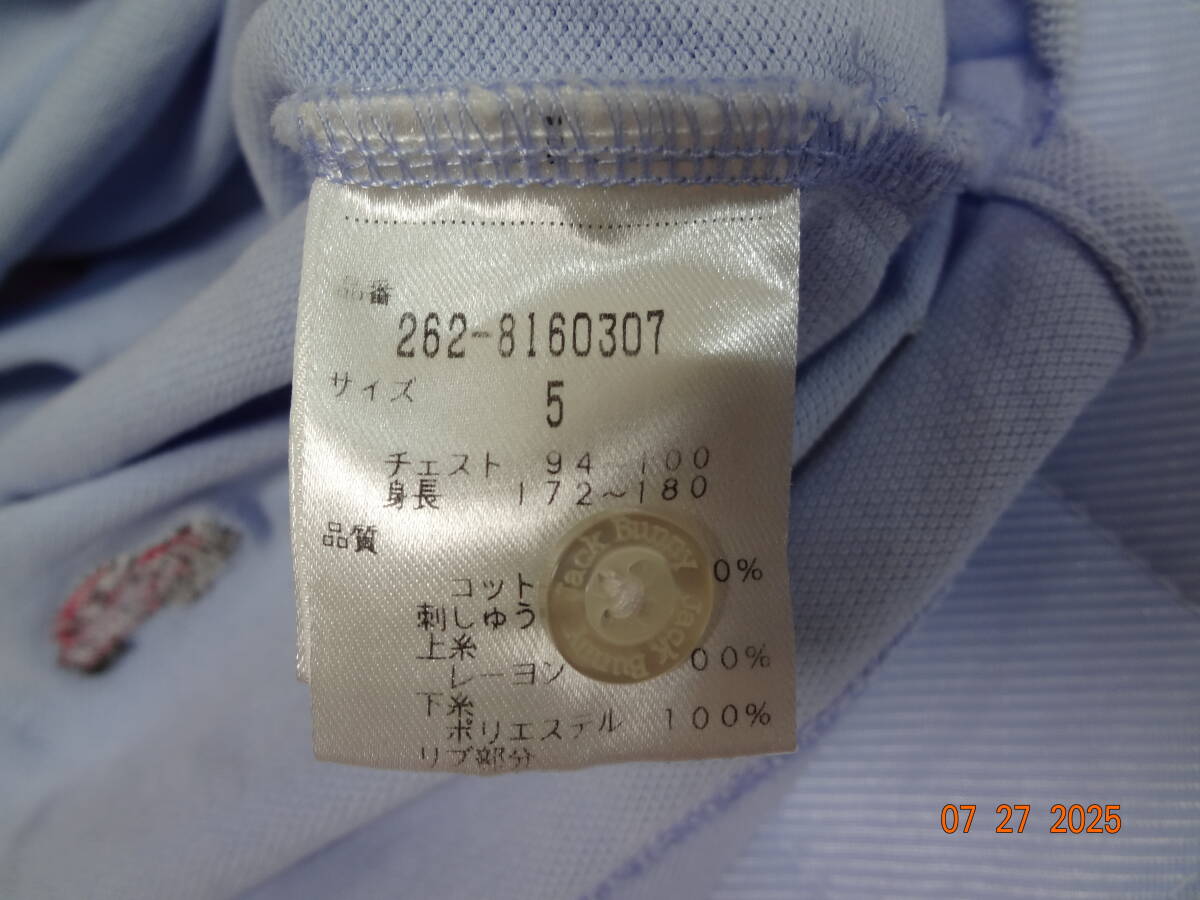 品番
262-8160307
サイズ
5
チェスト 94~100
身長 172~180
品質
コット 0%
刺しゅう
上糸
レーヨン 00%
下糸
ポリエステル 100%
リブ部分
Jack Bunny Jack Bunny
07 27 2025